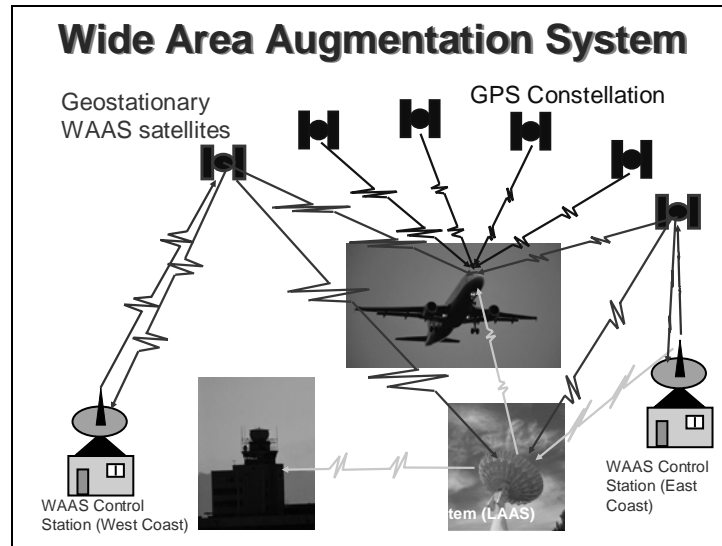 Wide Area Augmentation System
Geostationary
WAAS satellites
GPS Constellation
WAAS Control
Station (West Coast)
tem (LAAS)
WAAS Control
Station (East
Coast)